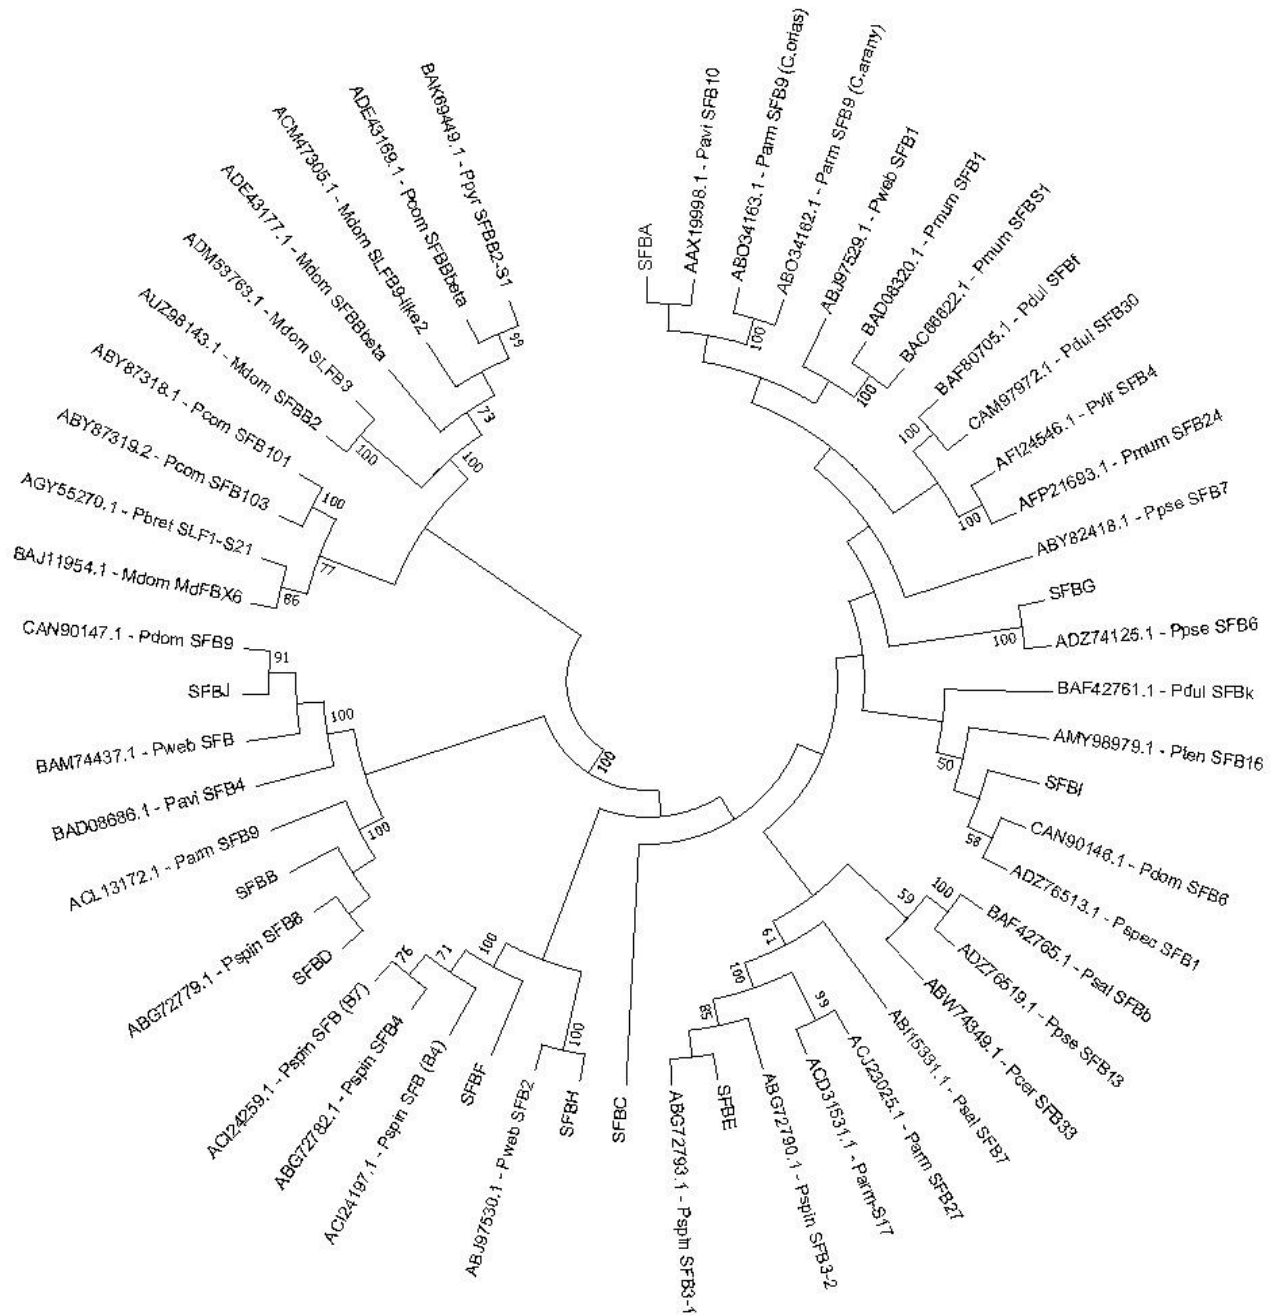 SFBA
AAX19998.1 - Pavi SFB10
ABO34163.1 - Parm SFB9 (C.orias)
ABO34162.1 - Parm SFB9 (C.arany)
100
ABJ97529.1 - Pweb SFB1
BAD08320.1 - Pmum SFB1
BAC66622.1 - Pmum SFBS1
100
BAF80705.1 - Pdul SFBf
CAM97972.1 - Pdul SFB30
100
AFI24546.1 - Pvir SFB4
AFP21693.1 - Pmum SFB24
100
ABY82418.1 - Ppse SFB7
SFBG
ADZ74125.1 - Ppse SFB6
100
BAF42761.1 - Pdul SFBk
AMY98979.1 - Pten SFB16
50
SFBI
CAN90146.1 - Pdom SFB6
58
ADZ76513.1 - Pspec SFB1
BAF42765.1 - Psal SFBb
100
ADZ76519.1 - Ppse SFB13
59
ABW74349.1 - Pcer SFB33
ABI15331.1 - Psal SFB7
61
ACJ23025.1 - Parm SFB27
99
ACD31531.1 - Parm-S17
100
ABG72790.1 - Pspin SFB3-2
85
SFBE
ABG72793.1 - Pspin SFB3-1
SFBC
SFBH
100
ABJ97530.1 - Pweb SFB2
SFBF
100
ACI24197.1 - Pspin SFB (B4)
71
ABG72782.1 - Pspin SFB4
76
ACI24259.1 - Pspin SFB (B7)
SFBD
ABG72779.1 - Pspin SFB8
SFBB
100
ACL13172.1 - Parm SFB9
BAD08686.1 - Pavi SFB4
100
BAM74437.1 - Pweb SFB
SFBJ
91
CAN90147.1 - Pdom SFB9
BAJ11954.1 - Mdom MdFBX6
86
AGY55270.1 - Pbret SLF1-S21
77
ABY87319.2 - Pcom SFB103
100
ABY87318.1 - Pcom SFB101
AUZ98143.1 - Mdom SFBB2
100
ADM53763.1 - Mdom SLFB3
100
ADE43177.1 - Mdom SFBBbeta
73
ACM47305.1 - Mdom SLFB9-like2
ADE43169.1 - Pcom SFBBbeta
99
BAK69449.1 - Ppyr SFBB2-S1
100